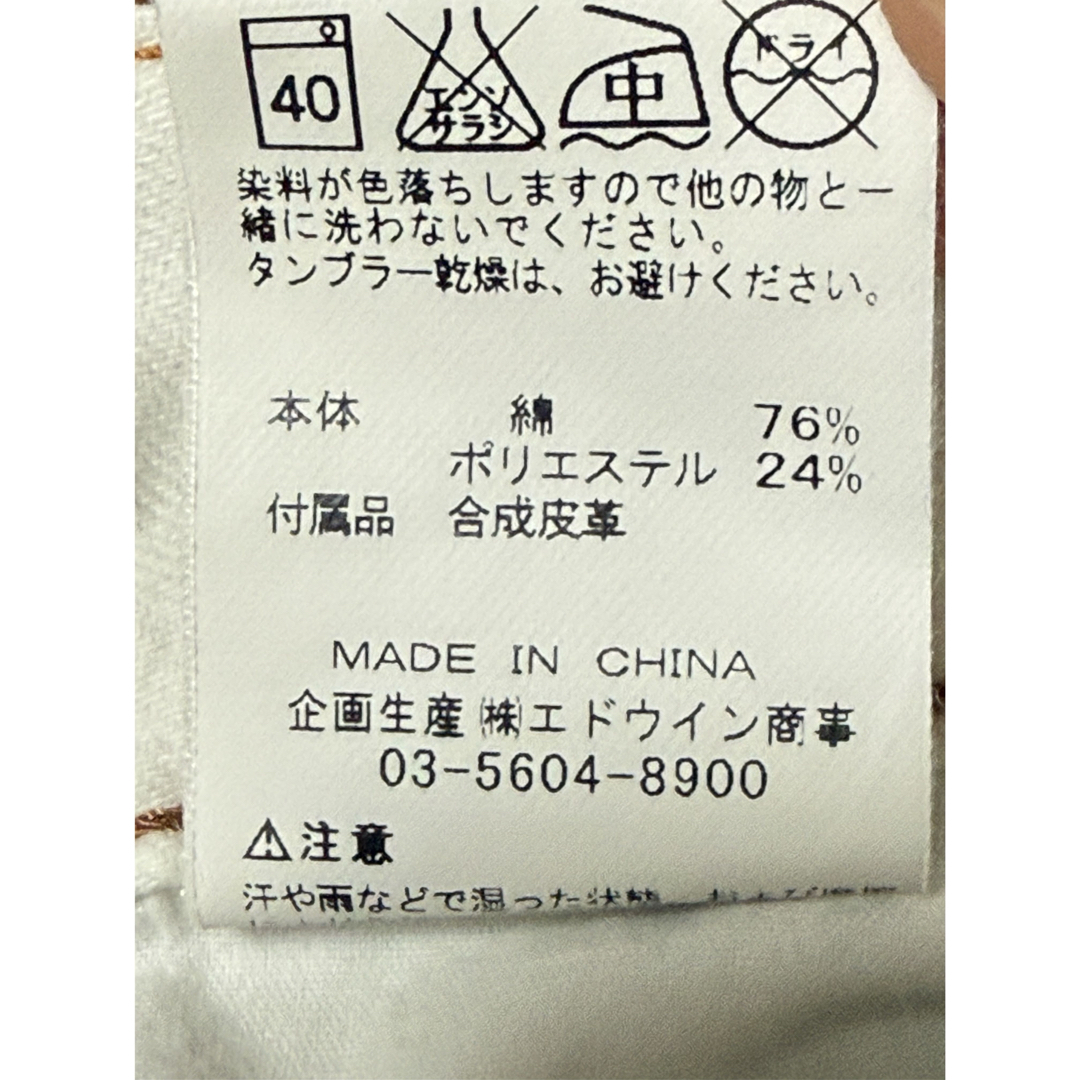 40 エンソ サラシ 中 ドライ
染料が色落ちしますので他の物と一
緒に洗わないでください。
タンブラー乾燥は、お避けください。
本体 綿 76%
ポリエステル 24%
付属品 合成皮革
MADE IN CHINA
企画生産㈱エドウイン商事
03-5604-8900
⚠注意
汗や雨などで湿った状態